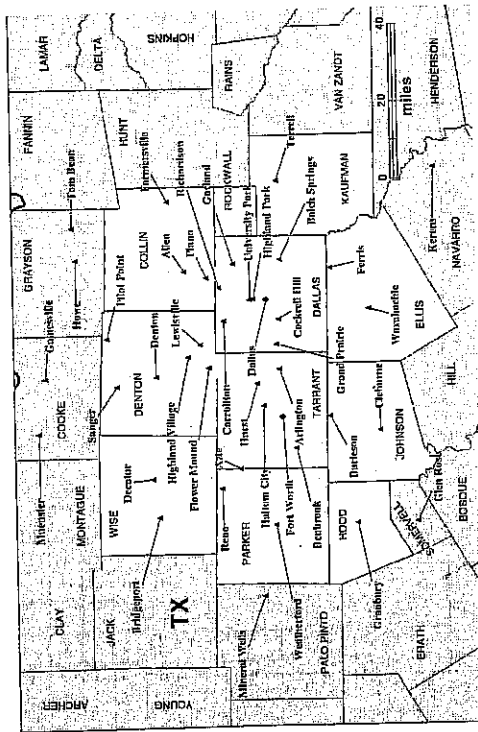 ARCHER
CLAY
MONTAGUE
COOKE
GRAYSON
FANNIN
LAMAR
DELTA
HOPKINS
Muenster
Gainesville
Howe
Tom Bean
YOUNG
JACK
WISE
DENTON
COLLIN
HUNT
RAINS
Sanger
Pilot Point
Decatur
Denton
Lewisville
Allen
Plano
Farmersville
Richardson
Garland
Bridgeport
Highland Village
Flower Mound
TX
PALO PINTO
PARKER
TARRANT
DALLAS
ROCKWALL
KAUFMAN
VAN ZANDT
Mineral Wells
Weatherford
Reno
Azle
Haltom City
Fort Worth
Benbrook
Carrollton
Hurst
Arlington
Dallas
Grand Prairie
Cockrell Hill
University Park
Highland Park
Balch Springs
Terrell
ERATH
HOOD
SOMERVELL
JOHNSON
ELLIS
HENDERSON
NAVARRO
HILL
BOSQUE
Granbury
Glen Rose
Burleson
Cleburne
Waxahachie
Ferris
Kerens
0 20 40
miles